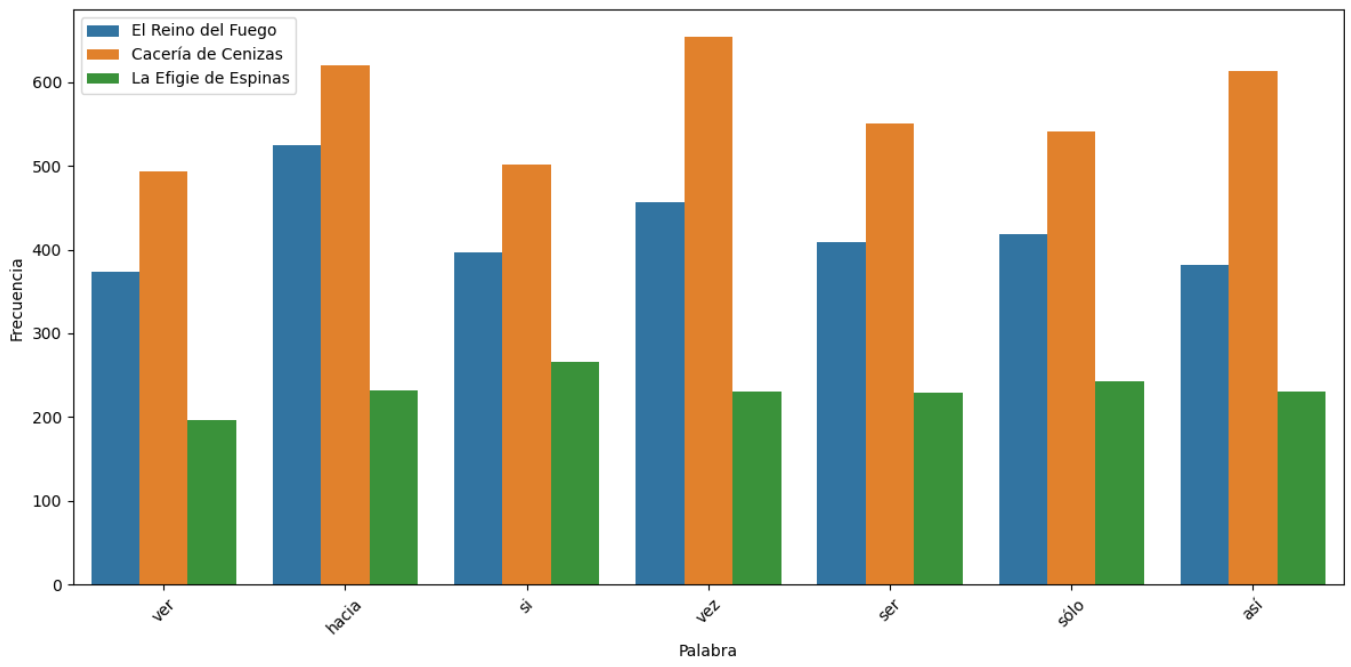 El Reino del Fuego
Cacería de Cenizas
La Efigie de Espinas
600
500
400
300
200
100
0
Frecuencia
ver hacia si vez ser sólo así
Palabra